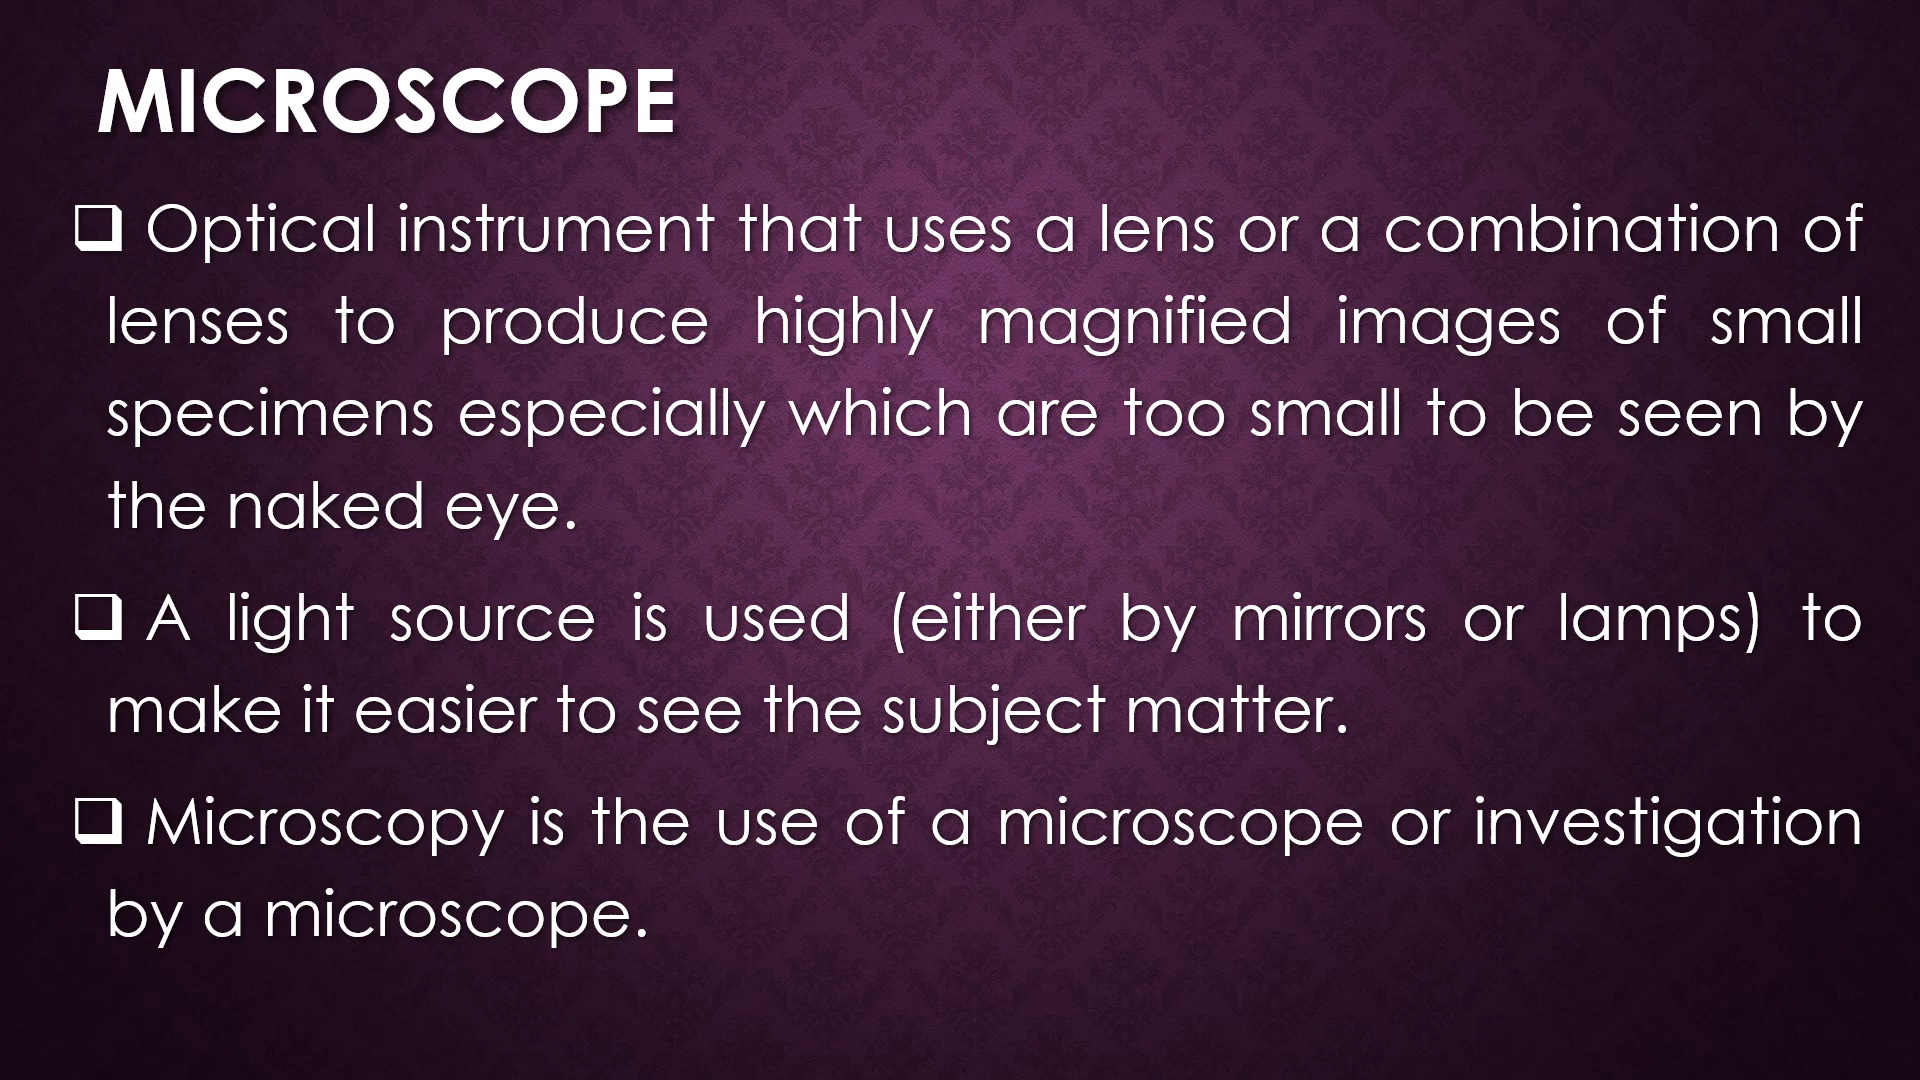 MICROSCOPE
❑ Optical instrument that uses a lens or a combination of
lenses to produce highly magnified images of small
specimens especially which are too small to be seen by
the naked eye.
❑ A light source is used (either by mirrors or lamps) to
make it easier to see the subject matter.
❑ Microscopy is the use of a microscope or investigation
by a microscope.